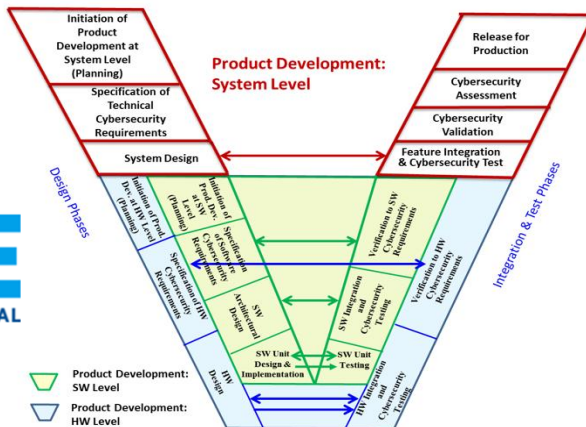 Initiation of
Product
Development at
System Level
(Planning)
Specification of
Technical
Cybersecurity
Requirements
System Design
Product Development:
System Level
Release for
Production
Cybersecurity
Assessment
Cybersecurity
Validation
Feature Integration
& Cybersecurity Test
Design Phases
Integration & Test Phases
Initiation of Prod.
Dev. at HW Level
(Planning)
Specification of HW
Cybersecurity
Requirements
HW
Design
Initiation of
Prod. Dev.
at SW
Level
(Planning)
Specification
of Software
Cybersecurity
Requirements
SW
Architectural
Design
SW Unit
Design &
Implementation
SW Unit
Testing
SW Integration
and
Cybersecurity
Testing
Verification to SW
Cybersecurity
Requirements
Verification to HW
Cybersecurity
Requirements
HW Integration
and
Cybersecurity
Testing
E
AL
Product Development:
SW Level
Product Development:
HW Level